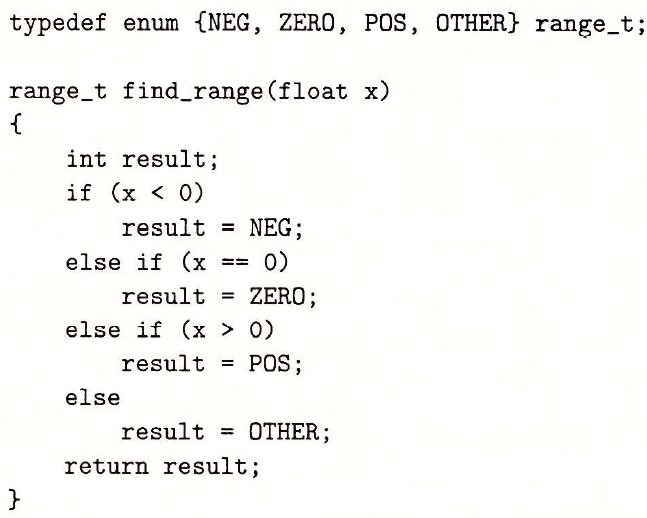 typedef enum {NEG, ZERO, POS, OTHER} range_t;

range_t find_range(float x)
{
    int result;
    if (x < 0)
        result = NEG;
    else if (x == 0)
        result = ZERO;
    else if (x > 0)
        result = POS;
    else
        result = OTHER;
    return result;
}